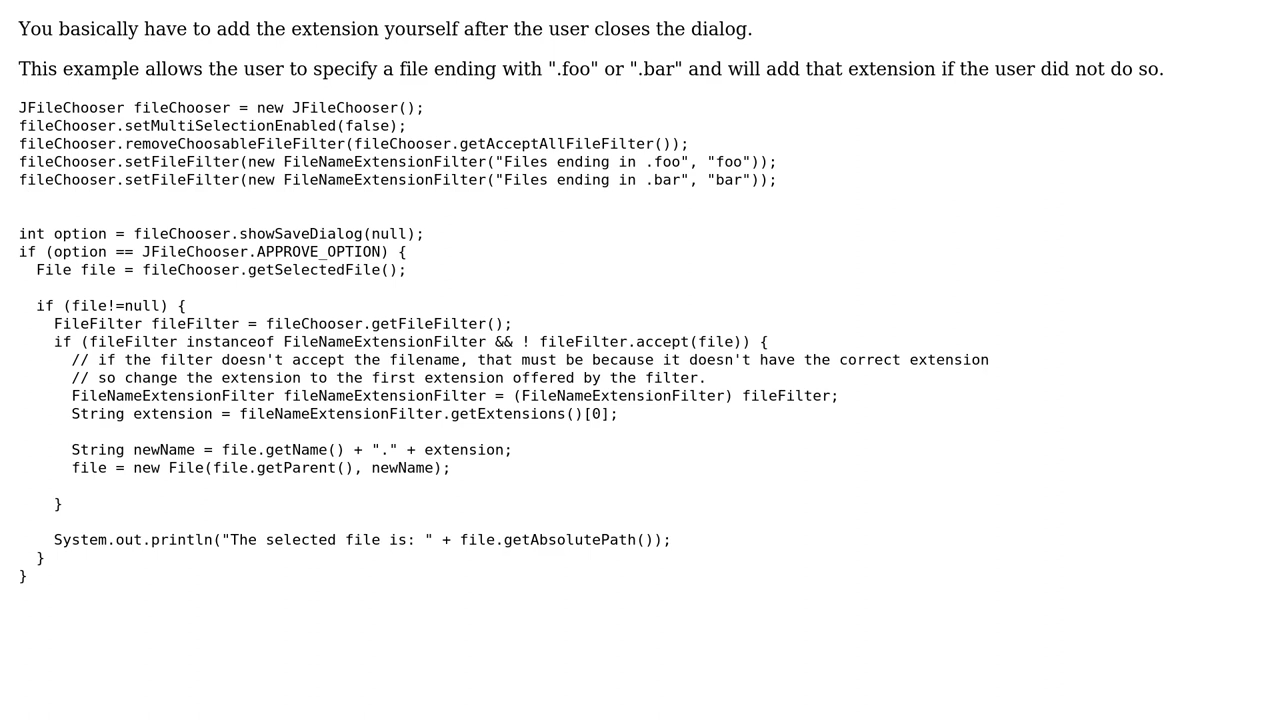 You basically have to add the extension yourself after the user closes the dialog.
This example allows the user to specify a file ending with ".foo" or ".bar" and will add that extension if the user did not do so.
JFileChooser fileChooser = new JFileChooser();
fileChooser.setMultiSelectionEnabled(false);
fileChooser.removeChoosableFileFilter(fileChooser.getAcceptAllFileFilter());
fileChooser.setFileFilter(new FileNameExtensionFilter("Files ending in .foo", "foo"));
fileChooser.setFileFilter(new FileNameExtensionFilter("Files ending in .bar", "bar"));
int option = fileChooser.showSaveDialog(null);
if (option == JFileChooser.APPROVE_OPTION) {
  File file = fileChooser.getSelectedFile();
  if (file!=null) {
    FileFilter fileFilter = fileChooser.getFileFilter();
    if (fileFilter instanceof FileNameExtensionFilter && ! fileFilter.accept(file)) {
      // if the filter doesn't accept the filename, that must be because it doesn't have the correct extension
      // so change the extension to the first extension offered by the filter.
      FileNameExtensionFilter fileNameExtensionFilter = (FileNameExtensionFilter) fileFilter;
      String extension = fileNameExtensionFilter.getExtensions()[0];
      String newName = file.getName() + "." + extension;
      file = new File(file.getParent(), newName);
    }
    System.out.println("The selected file is: " + file.getAbsolutePath());
  }
}